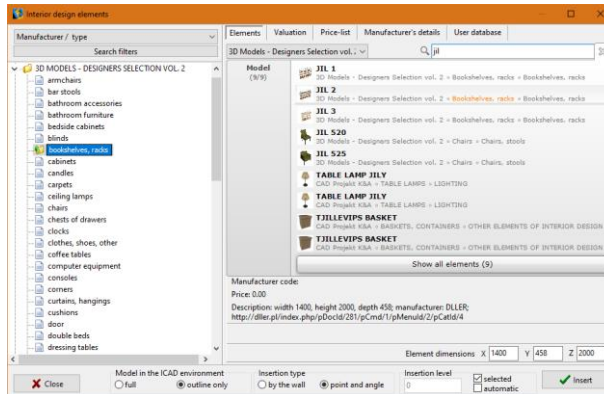 Interior design elements
Manufacturer / type
Search filters
3D MODELS - DESIGNERS SELECTION VOL. 2
armchairs
bar stools
bathroom accessories
bathroom furniture
bedside cabinets
blinds
bookshelves, racks
cabinets
candles
carpets
ceiling lamps
chairs
chests of drawers
clocks
clothes, shoes, other
coffee tables
computer equipment
consoles
corners
curtains, hangings
cushions
door
double beds
dressing tables
Elements Valuation Price-list Manufacturer's details User database
3D Models - Designers Selection vol. 2 jil
Model
(9/9)
JIL 1
3D Models - Designers Selection vol. 2 » Bookshelves, racks » Bookshelves, racks
JIL 2
3D Models - Designers Selection vol. 2 » Bookshelves, racks » Bookshelves, racks
JIL 3
3D Models - Designers Selection vol. 2 » Bookshelves, racks » Bookshelves, racks
JIL 520
3D Models - Designers Selection vol. 2 » Chairs » Chairs, stools
JIL 525
3D Models - Designers Selection vol. 2 » Chairs » Chairs, stools
TABLE LAMP JILY
CAD Projekt K&A » TABLE LAMPS » LIGHTING
TABLE LAMP JILY
CAD Projekt K&A » TABLE LAMPS » LIGHTING
TJILLEVIPS BASKET
CAD Projekt K&A » BASKETS, CONTAINERS » OTHER ELEMENTS OF INTERIOR DESIGN
TJILLEVIPS BASKET
CAD Projekt K&A » BASKETS, CONTAINERS » OTHER ELEMENTS OF INTERIOR DESIGN
Show all elements (9)
Manufacturer code:
Price: 0.00
Description: width 1400, height 2000, depth 458; manufacturer: DLLER;
http://dller.pl/index.php/pDocId/281/pCmd/1/pMenuId/2/pCatId/4
Element dimensions X 1400 Y 458 Z 2000
Close
Model in the ICAD environment
full outline only
Insertion type
by the wall point and angle
Insertion level
0
selected
automatic
Insert